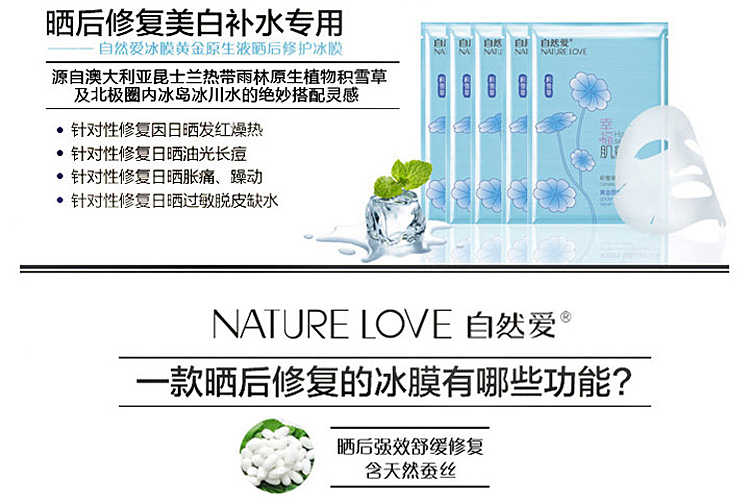 晒后修复美白补水专用
自然爱冰膜黄金原生液晒后修护冰膜
源自澳大利亚昆士兰热带雨林原生植物积雪草
及北极圈内冰岛冰川水的绝妙搭配灵感
• 针对性修复因日晒发红燥热
• 针对性修复日晒油光长痘
• 针对性修复日晒胀痛、躁动
• 针对性修复日晒过敏脱皮缺水
自然爱®
NATURE LOVE
积雪草
幸福
肌
NATURE LOVE 自然爱®
一款晒后修复的冰膜有哪些功能?
晒后强效舒缓修复
含天然蚕丝